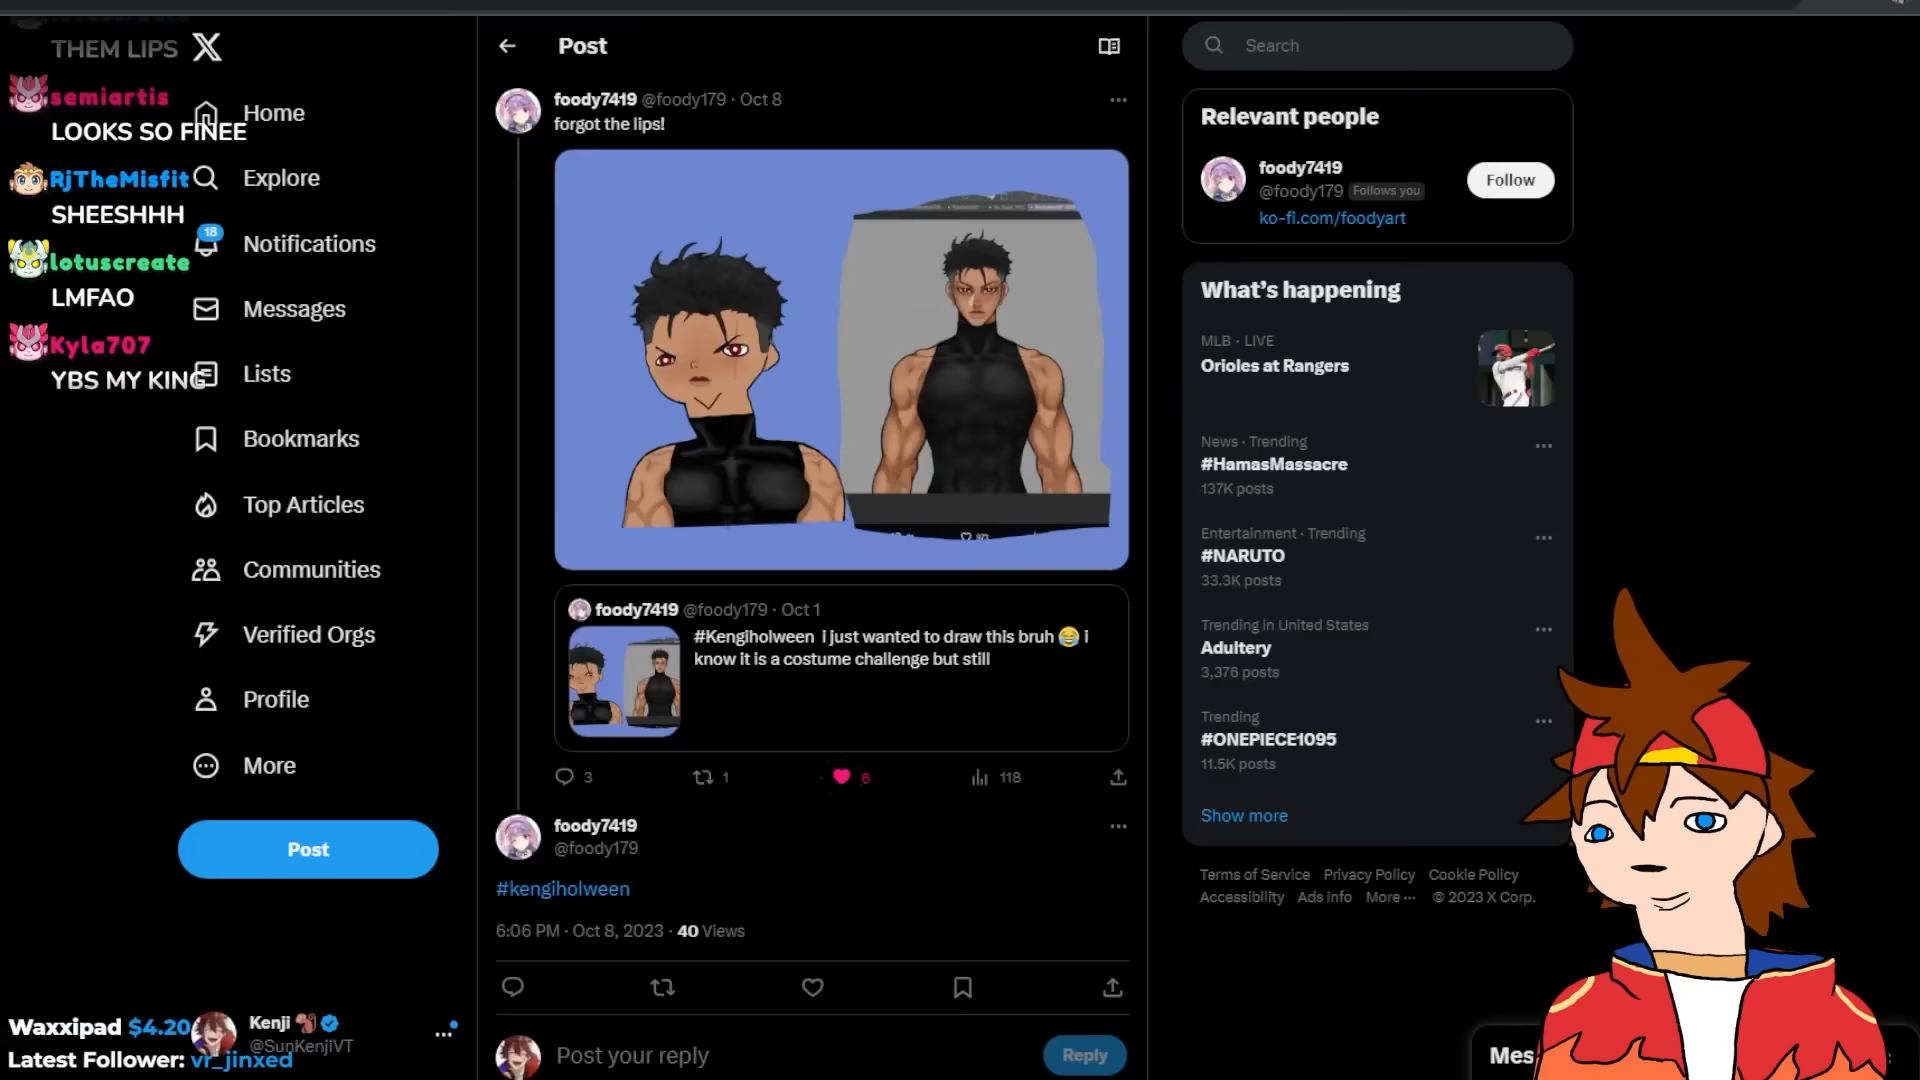 THEM LIPS
semiartis
LOOKS SO FINEE
RjTheMisfit
SHEESHHH
lotuscreate
LMFAO
Kyla707
YBS MY KING
Home
Explore
18
Notifications
Messages
Lists
Bookmarks
Top Articles
Communities
Verified Orgs
Profile
More
Post
Waxxipad $4.20
Latest Follower: vr_jinxed
Kenji
@SunKenjiVT
Post
foody7419 @foody179 · Oct 8
forgot the lips!
foody7419 @foody179 · Oct 1
#Kengiholween i just wanted to draw this bruh 😂 i
know it is a costume challenge but still
3
1
6
118
foody7419
@foody179
#kengiholween
6:06 PM · Oct 8, 2023 · 40 Views
Post your reply
Reply
Search
Relevant people
foody7419
@foody179 Follows you
ko-fi.com/foodyart
Follow
What's happening
MLB · LIVE
Orioles at Rangers
News · Trending
#HamasMassacre
137K posts
Entertainment · Trending
#NARUTO
33.3K posts
Trending in United States
Adultery
3,376 posts
Trending
#ONEPIECE1095
11.5K posts
Show more
Terms of Service Privacy Policy Cookie Policy
Accessibility Ads info More ··· © 2023 X Corp.
Mes